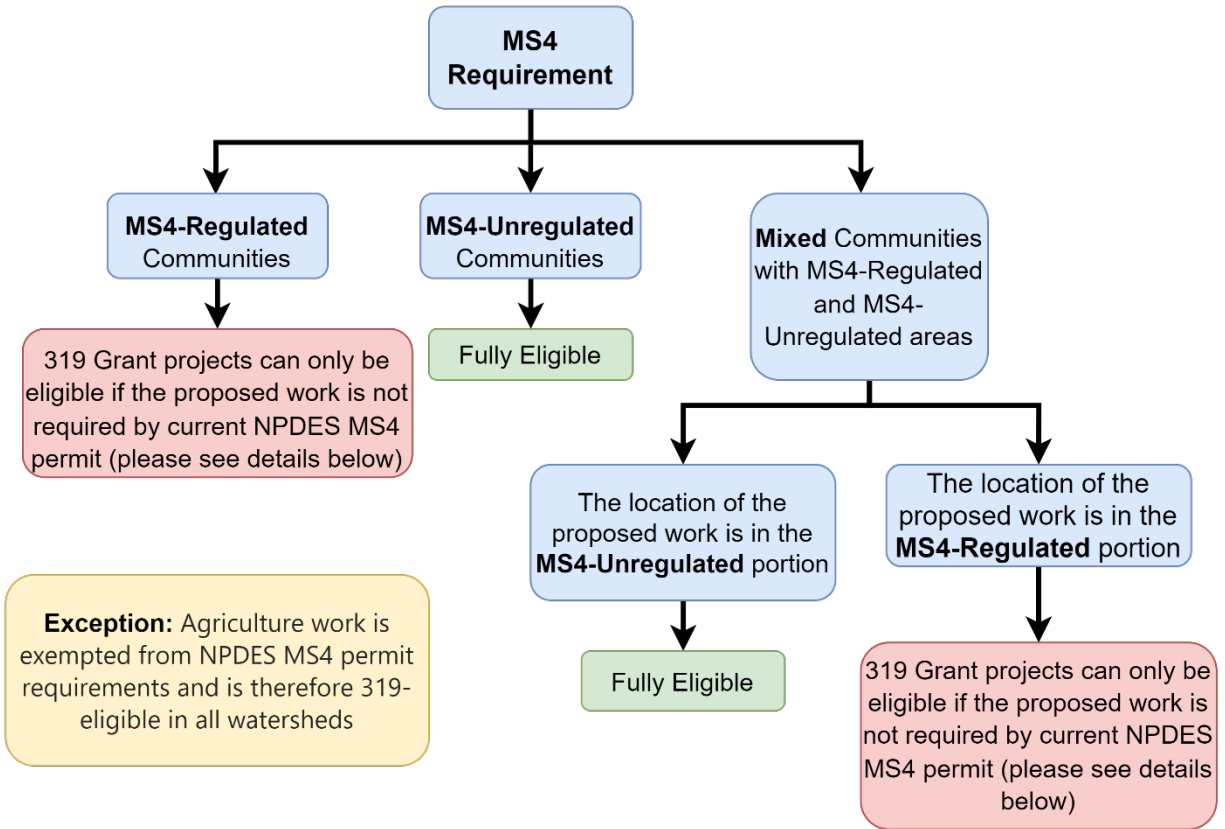 MS4
Requirement
MS4-Regulated
Communities
MS4-Unregulated
Communities
Mixed Communities
with MS4-Regulated
and MS4-
Unregulated areas
319 Grant projects can only be
eligible if the proposed work is not
required by current NPDES MS4
permit (please see details below)
Fully Eligible
The location of the
proposed work is in the
MS4-Unregulated portion
The location of the
proposed work is in the
MS4-Regulated portion
Exception: Agriculture work is
exempted from NPDES MS4 permit
requirements and is therefore 319-
eligible in all watersheds
Fully Eligible
319 Grant projects can only be
eligible if the proposed work is
not required by current NPDES
MS4 permit (please see details
below)